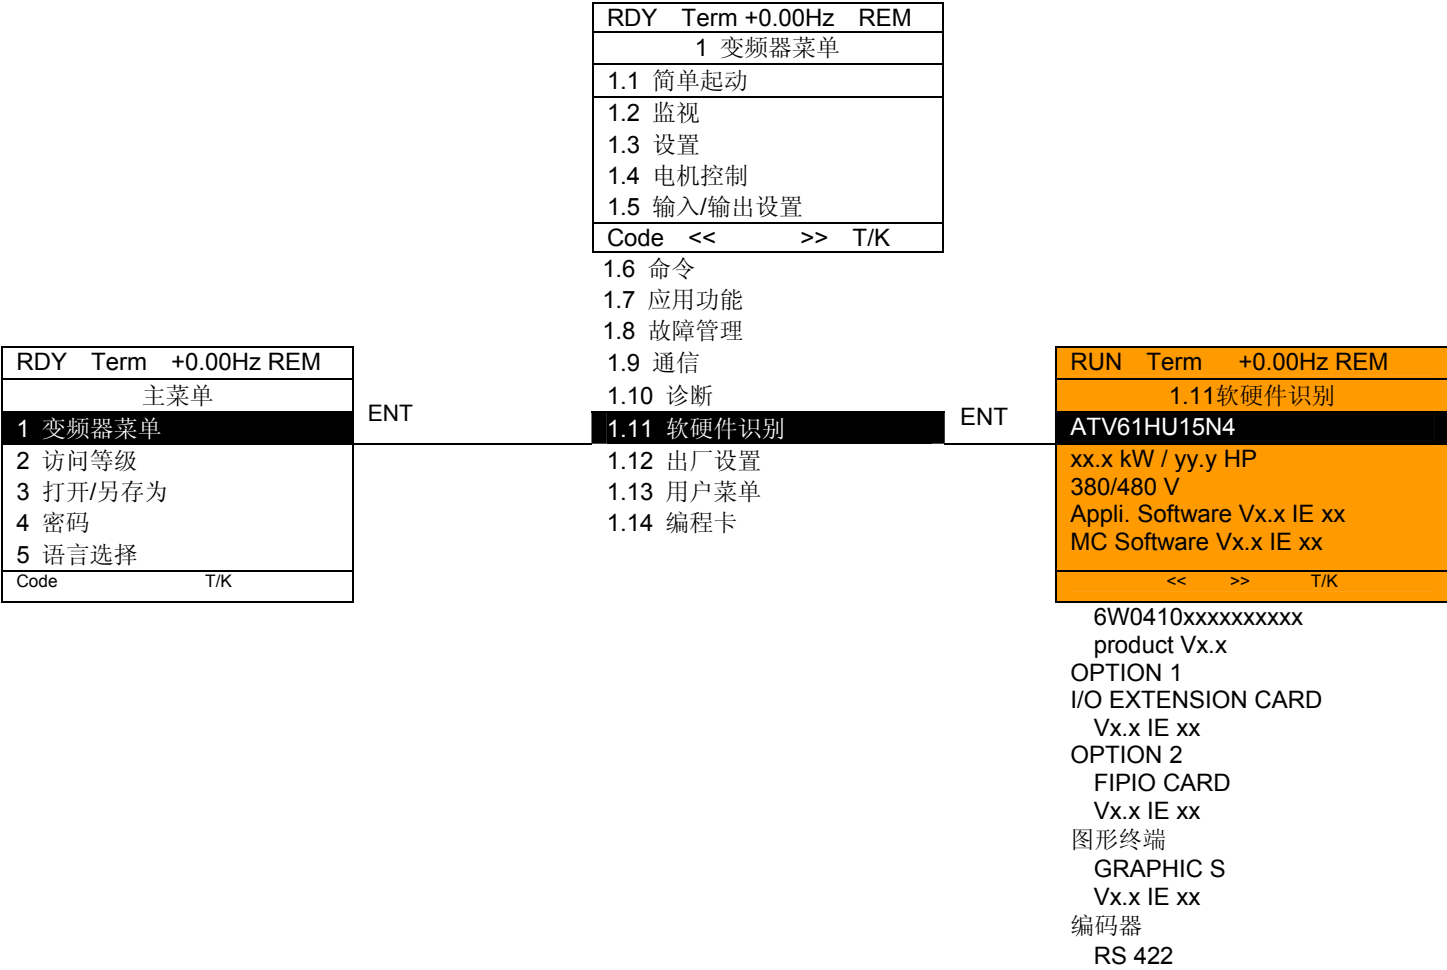 RDY Term +0.00Hz REM
1 变频器菜单
1.1 简单起动
1.2 监视
1.3 设置
1.4 电机控制
1.5 输入/输出设置
Code << >> T/K
1.6 命令
1.7 应用功能
1.8 故障管理
1.9 通信
1.10 诊断
1.11 软硬件识别
1.12 出厂设置
1.13 用户菜单
1.14 编程卡
RDY Term +0.00Hz REM
主菜单
1 变频器菜单
2 访问等级
3 打开/另存为
4 密码
5 语言选择
Code T/K
ENT
ENT
RUN Term +0.00Hz REM
1.11软硬件识别
ATV61HU15N4
xx.x kW / yy.y HP
380/480 V
Appli. Software Vx.x IE xx
MC Software Vx.x IE xx
<< >> T/K
6W0410xxxxxxxxxx
product Vx.x
OPTION 1
I/O EXTENSION CARD
Vx.x IE xx
OPTION 2
FIPIO CARD
Vx.x IE xx
图形终端
GRAPHIC S
Vx.x IE xx
编码器
RS 422